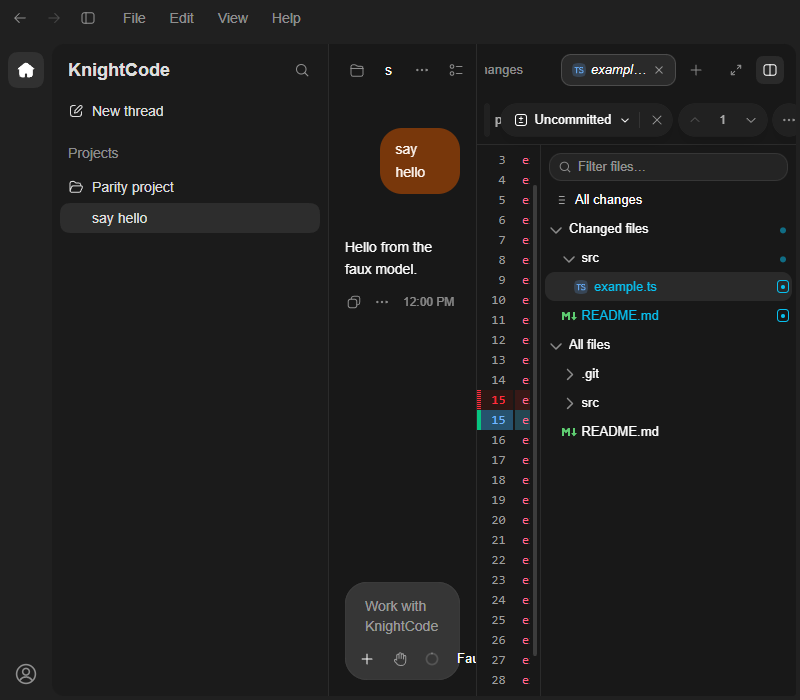 File Edit View Help
KnightCode
New thread
Projects
Parity project
say hello
s
say
hello
Hello from the
faux model.
12:00 PM
Work with
KnightCode
Fau
anges
TS exampl...
p
Uncommitted
1
3 e
4 e
5 e
6 e
7 e
8 e
9 e
10 e
11 e
12 e
13 e
14 e
15 e
15 e
16 e
17 e
18 e
19 e
20 e
21 e
22 e
23 e
24 e
25 e
26 e
27 e
28 e
Filter files...
All changes
Changed files
src
TS example.ts
M↓ README.md
All files
.git
src
M↓ README.md